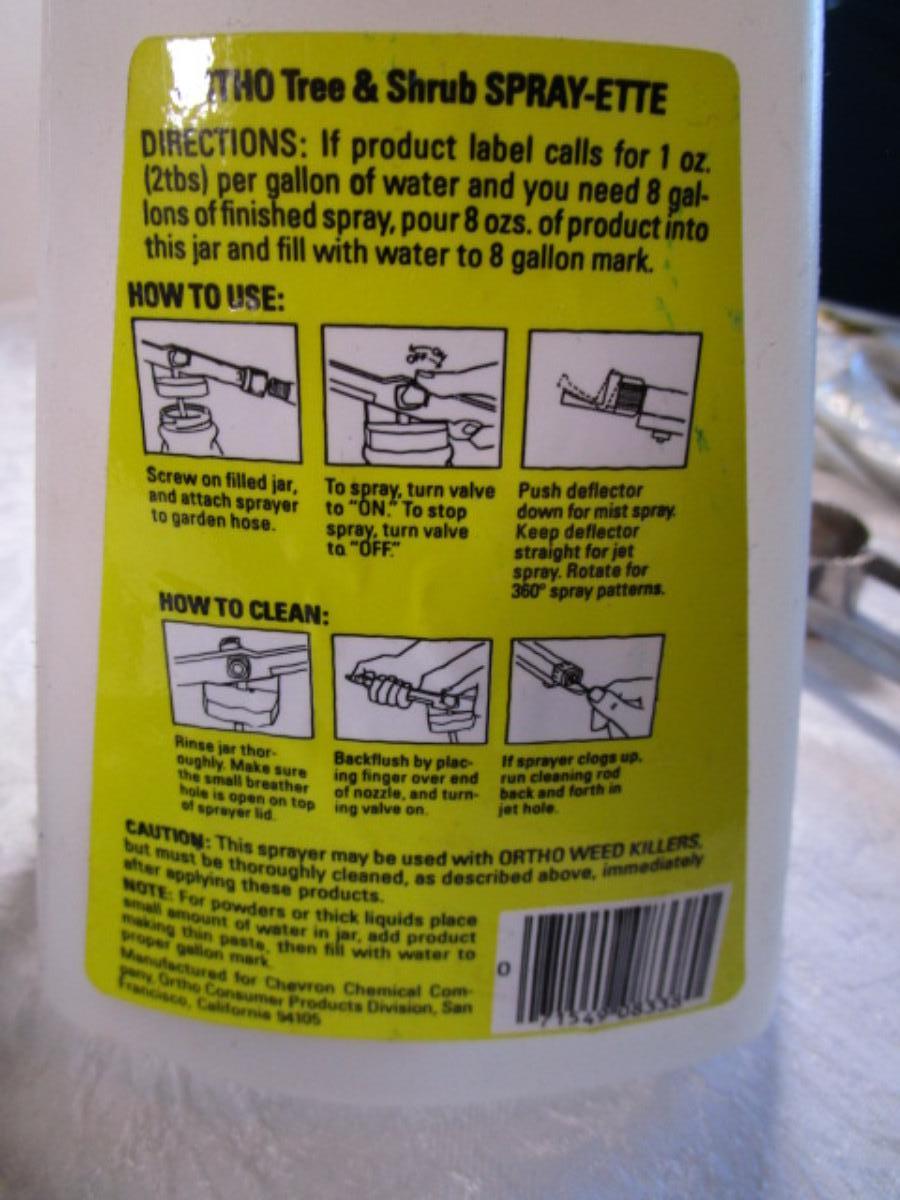 THO Tree & Shrub SPRAY-ETTE
DIRECTIONS: If product label calls for 1 oz.
(2tbs) per gallon of water and you need 8 gal-
lons of finished spray, pour 8 ozs. of product into
this jar and fill with water to 8 gallon mark.
HOW TO USE:
Screw on filled jar,
and attach sprayer
to garden hose.
OFF
To spray, turn valve
to "ON." To stop
spray, turn valve
to "OFF."
Push deflector
down for mist spray.
Keep deflector
straight for jet
spray. Rotate for
360° spray patterns.
HOW TO CLEAN:
Rinse jar thor-
oughly. Make sure
the small breather
hole is open on top
of sprayer lid.
Backflush by plac-
ing finger over end
of nozzle, and turn-
ing valve on.
If sprayer clogs up,
run cleaning rod
back and forth in
jet hole.
CAUTION: This sprayer may be used with ORTHO WEED KILLERS,
but must be thoroughly cleaned, as described above, immediately
after applying these products.
NOTE: For powders or thick liquids place
small amount of water in jar, add product
making thin paste, then fill with water to
proper gallon mark.
Manufactured for Chevron Chemical Com-
pany, Ortho Consumer Products Division, San
Francisco, California 94105
0